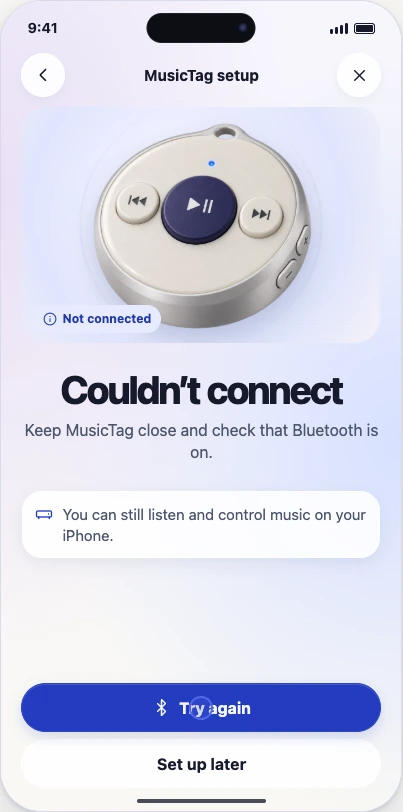 9:41
MusicTag setup
Not connected
Couldn't connect
Keep MusicTag close and check that Bluetooth is
on.
You can still listen and control music on your
iPhone.
Try again
Set up later